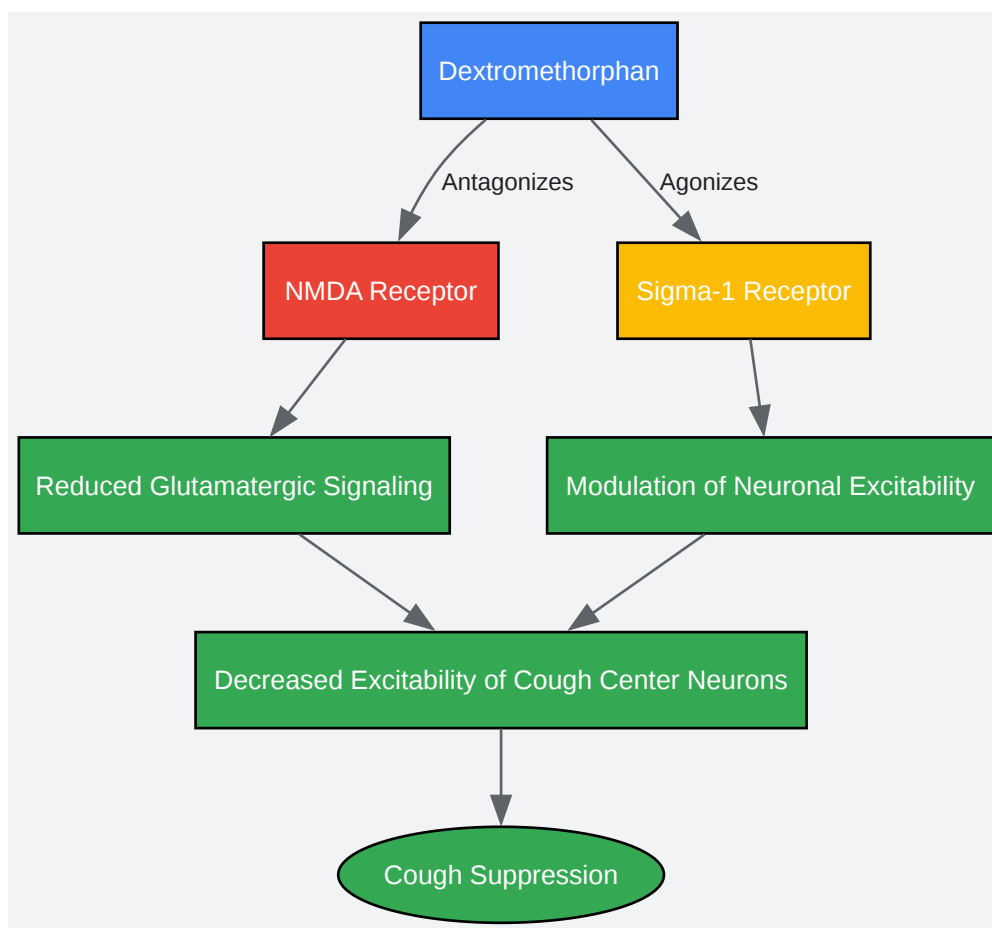 Dextromethorphan
Antagonizes
Agonizes
NMDA Receptor
Sigma-1 Receptor
Reduced Glutamatergic Signaling
Modulation of Neuronal Excitability
Decreased Excitability of Cough Center Neurons
Cough Suppression